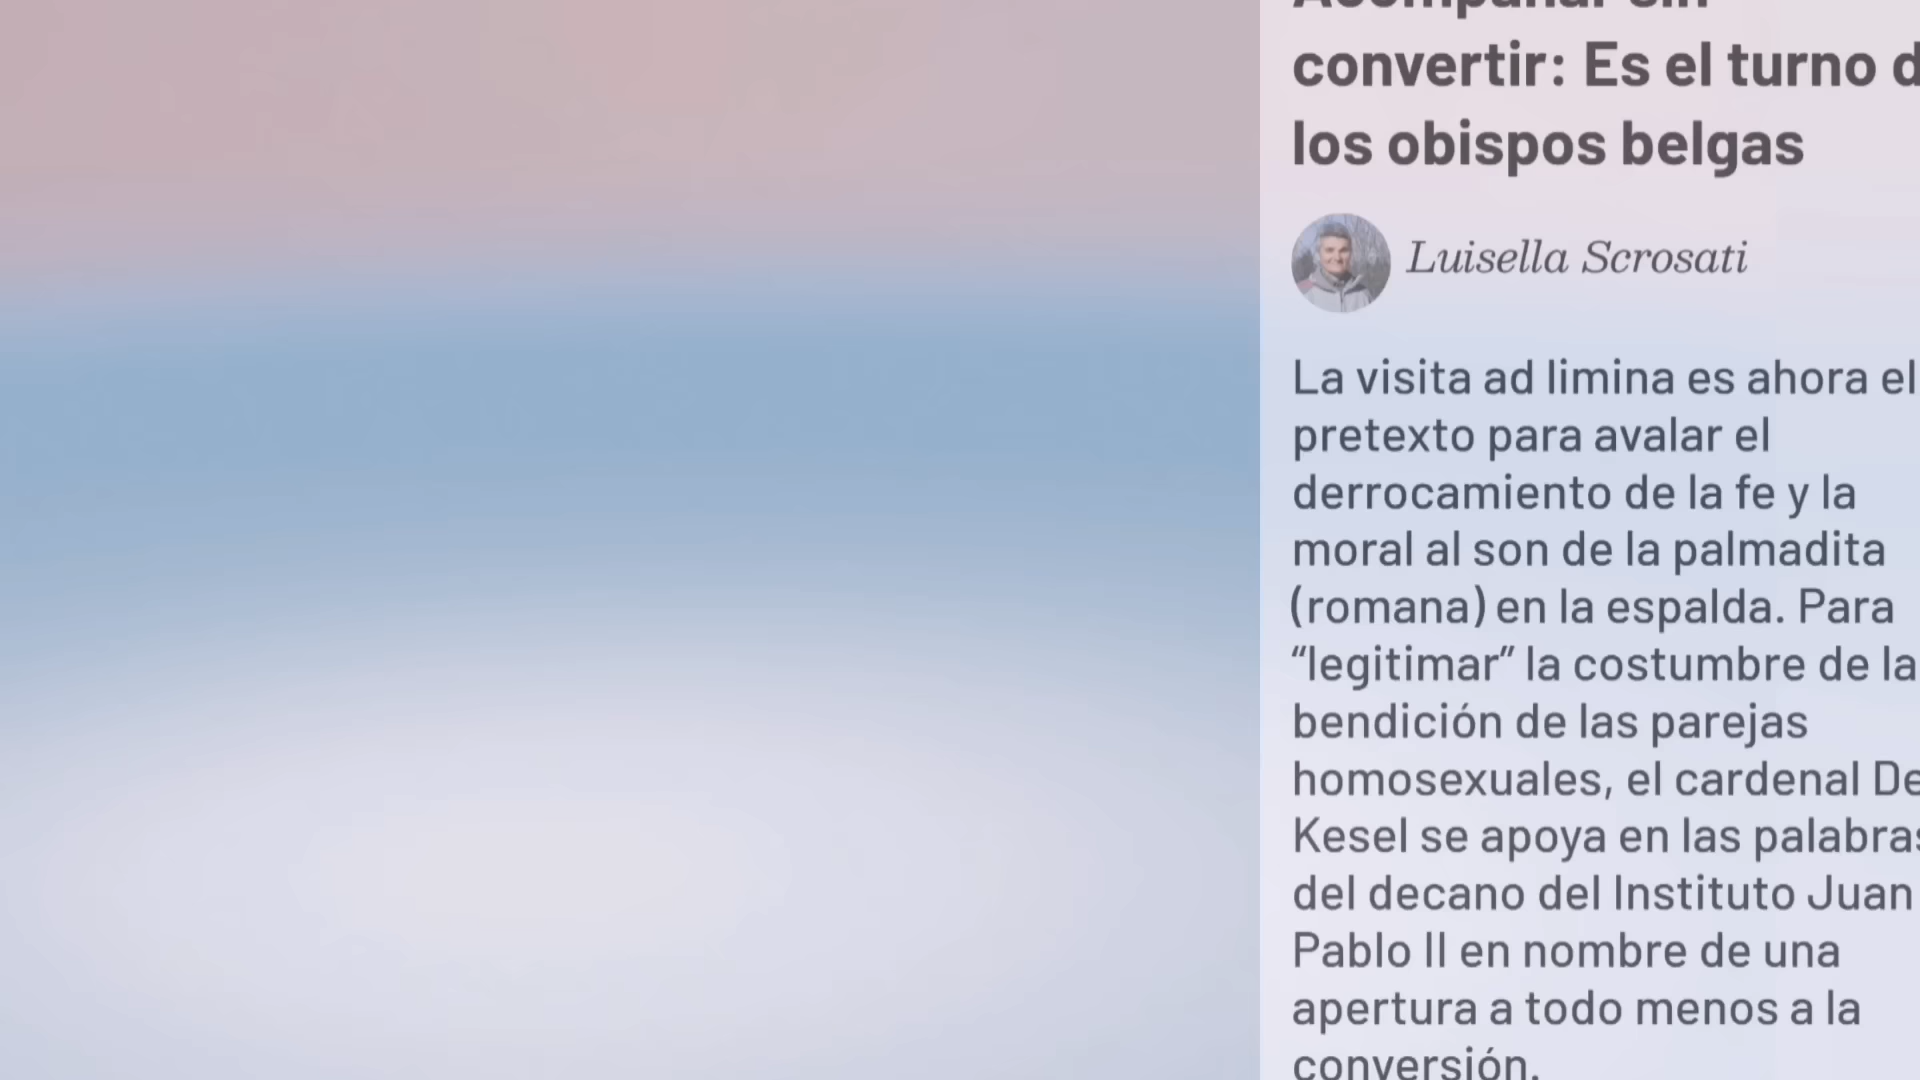 Acompañar sin
convertir: Es el turno d
los obispos belgas
Luisella Scrosati
La visita ad limina es ahora el
pretexto para avalar el
derrocamiento de la fe y la
moral al son de la palmadita
(romana) en la espalda. Para
“legitimar” la costumbre de la
bendición de las parejas
homosexuales, el cardenal De
Kesel se apoya en las palabras
del decano del Instituto Juan
Pablo II en nombre de una
apertura a todo menos a la
conversión.